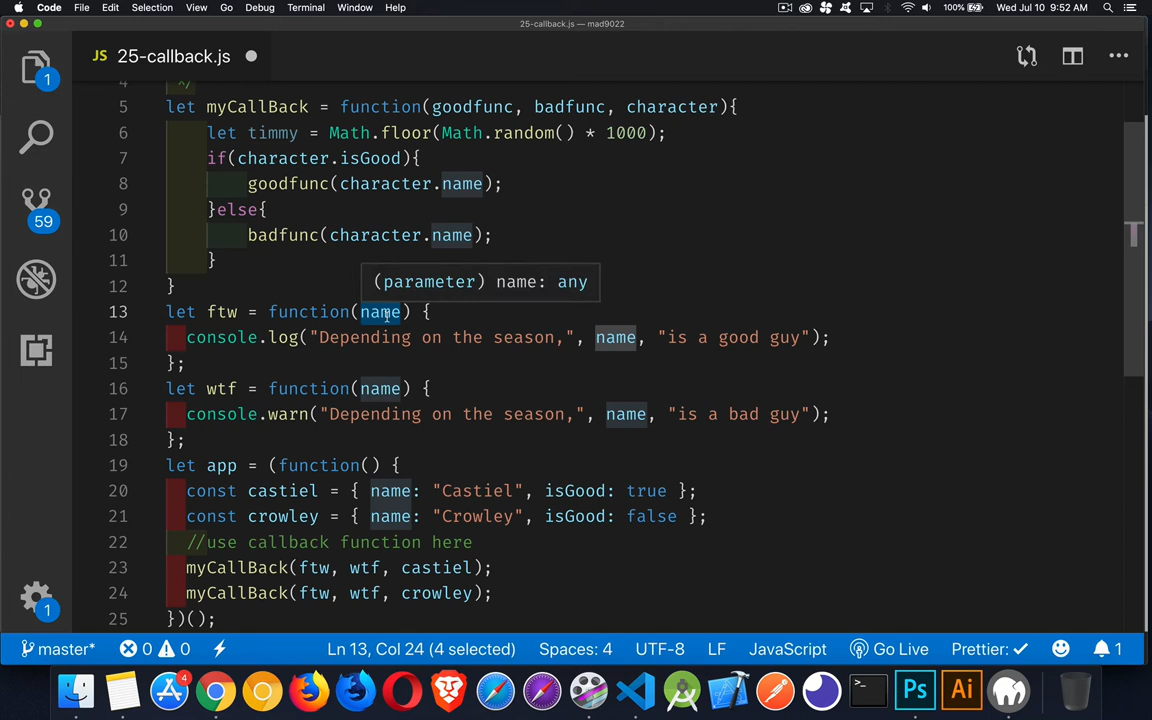 Code File Edit Selection View Go Debug Terminal Window Help 100% Wed Jul 10 9:52 AM
25-callback.js — mad9022
JS 25-callback.js
1
59
1
4 */
5 let myCallBack = function(goodfunc, badfunc, character){
6 let timmy = Math.floor(Math.random() * 1000);
7 if(character.isGood){
8 goodfunc(character.name);
9 }else{
10 badfunc(character.name);
11 }
(parameter) name: any
12 }
13 let ftw = function(name) {
14 console.log("Depending on the season,", name, "is a good guy");
15 };
16 let wtf = function(name) {
17 console.warn("Depending on the season,", name, "is a bad guy");
18 };
19 let app = (function() {
20 const castiel = { name: "Castiel", isGood: true };
21 const crowley = { name: "Crowley", isGood: false };
22 //use callback function here
23 myCallBack(ftw, wtf, castiel);
24 myCallBack(ftw, wtf, crowley);
25 })();
master* 0 0 Ln 13, Col 24 (4 selected) Spaces: 4 UTF-8 LF JavaScript Go Live Prettier: ✓ 1
4
>_
Ps
Ai